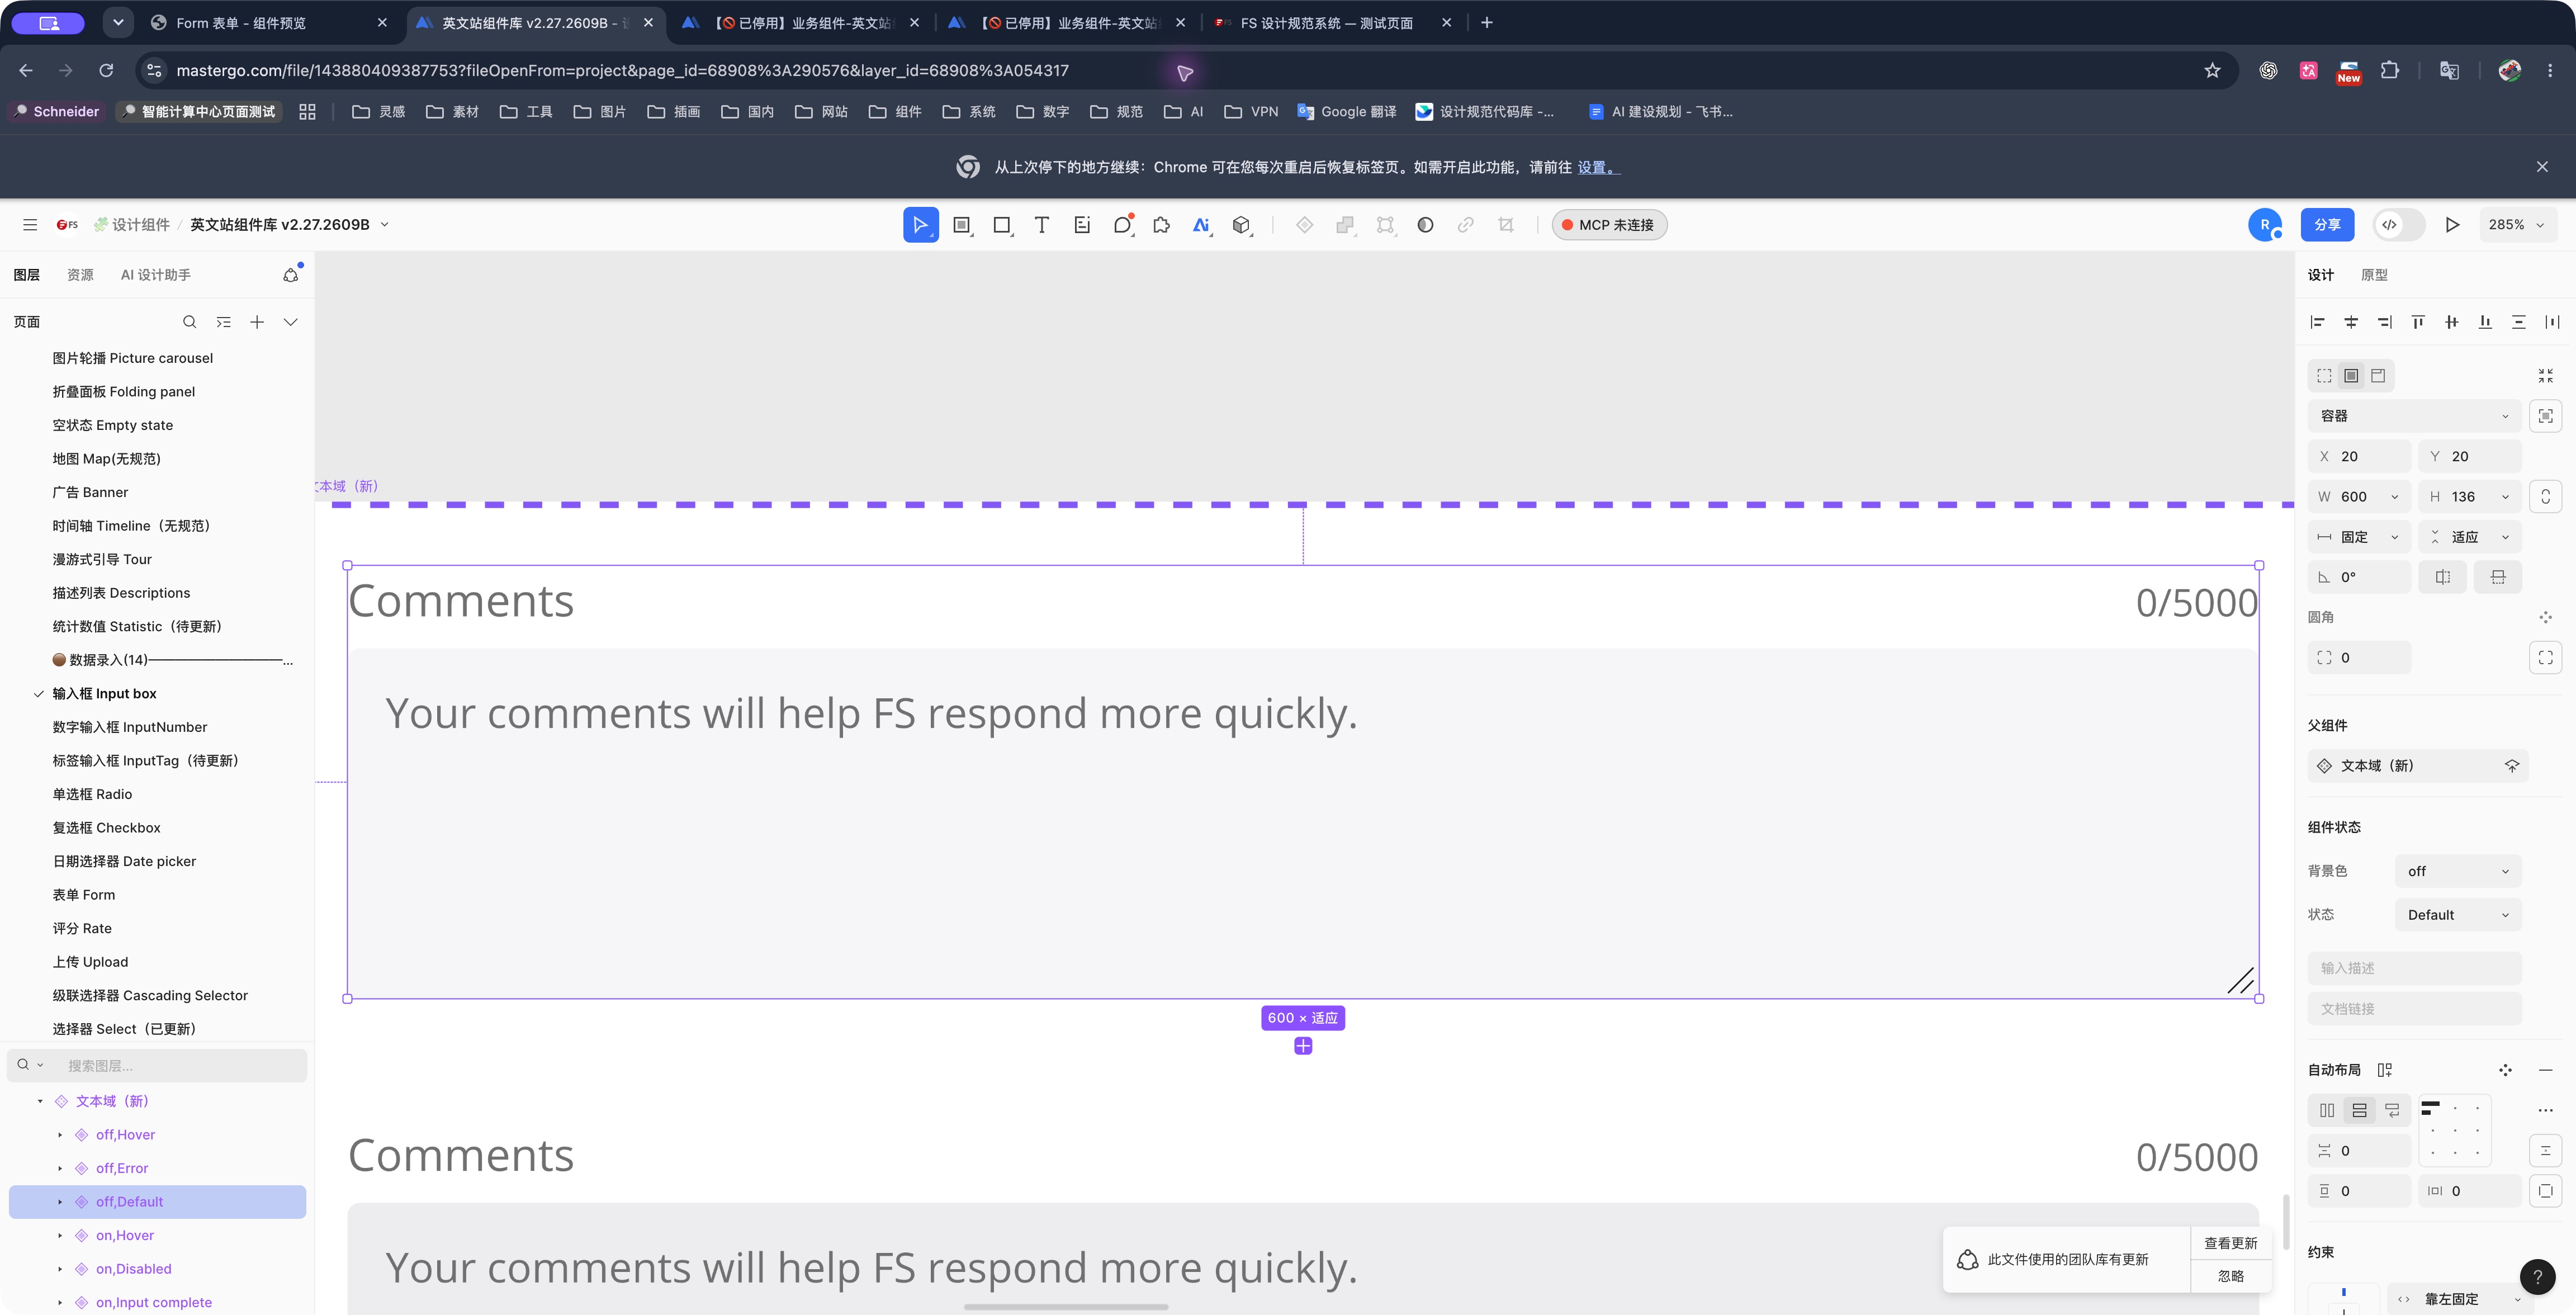 Form 表单 - 组件预览
英文站组件库 v2.27.2609B -
【🚫 已停用】业务组件-英文站
【🚫 已停用】业务组件-英文站
FS 设计规范系统 — 测试页面
mastergo.com/file/143880409387753?fileOpenFrom=project&page_id=68908%3A290576&layer_id=68908%3A054317
New
Schneider
智能计算中心页面测试
灵感
素材
工具
图片
插画
国内
网站
组件
系统
数字
规范
AI
VPN
Google 翻译
设计规范代码库 -...
AI 建设规划 - 飞书...
从上次停下的地方继续：Chrome 可在您每次重启后恢复标签页。如需开启此功能，请前往 设置。
FS
设计组件 / 英文站组件库 v2.27.2609B
Ai
MCP 未连接
R
分享
285%
图层
资源
AI 设计助手
页面
图片轮播 Picture carousel
折叠面板 Folding panel
空状态 Empty state
地图 Map(无规范)
广告 Banner
时间轴 Timeline（无规范）
漫游式引导 Tour
描述列表 Descriptions
统计数值 Statistic（待更新）
数据录入(14)———————————...
输入框 Input box
数字输入框 InputNumber
标签输入框 InputTag（待更新）
单选框 Radio
复选框 Checkbox
日期选择器 Date picker
表单 Form
评分 Rate
上传 Upload
级联选择器 Cascading Selector
选择器 Select（已更新）
搜索图层...
文本域（新）
off,Hover
off,Error
off,Default
on,Hover
on,Disabled
on,Input complete
文本域（新）
Comments
0/5000
Your comments will help FS respond more quickly.
600 × 适应
Comments
0/5000
Your comments will help FS respond more quickly.
此文件使用的团队库有更新
查看更新
忽略
设计
原型
容器
X 20
Y 20
W 600
H 136
固定
适应
0°
圆角
0
父组件
文本域（新）
组件状态
背景色
off
状态
Default
输入描述
文档链接
自动布局
0
0
0
约束
靠左固定
?